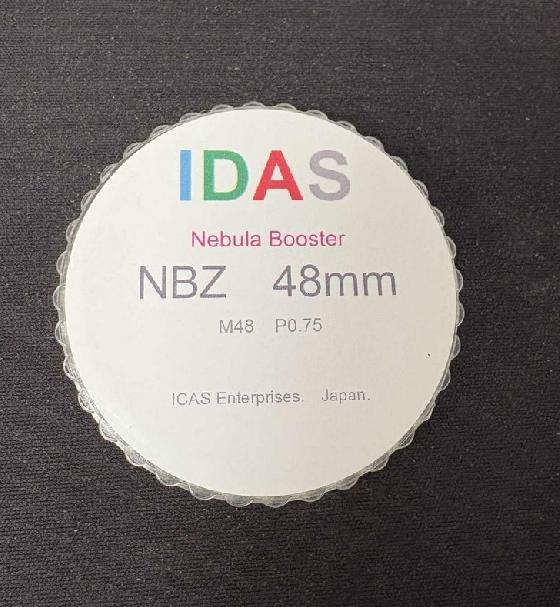 IDAS
Nebula Booster
NBZ 48mm
M48 P0.75
ICAS Enterprises. Japan.